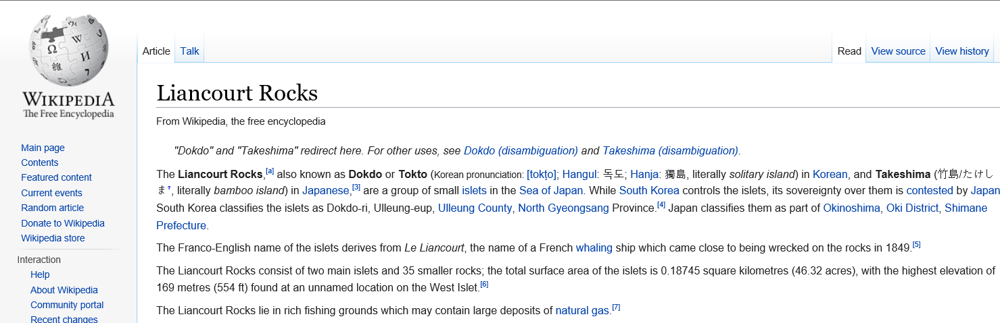 WIKIPEDIA
The Free Encyclopedia
Main page
Contents
Featured content
Current events
Random article
Donate to Wikipedia
Wikipedia store
Interaction
Help
About Wikipedia
Community portal
Recent changes
Article Talk Read View source View history
Liancourt Rocks
From Wikipedia, the free encyclopedia
"Dokdo" and "Takeshima" redirect here. For other uses, see Dokdo (disambiguation) and Takeshima (disambiguation).
The Liancourt Rocks,[a] also known as Dokdo or Tokto (Korean pronunciation: [tokt͈o]; Hangul: 독도; Hanja: 獨島, literally solitary island) in Korean, and Takeshima (竹島/たけし
ま?, literally bamboo island) in Japanese,[3] are a group of small islets in the Sea of Japan. While South Korea controls the islets, its sovereignty over them is contested by Japan
South Korea classifies the islets as Dokdo-ri, Ulleung-eup, Ulleung County, North Gyeongsang Province.[4] Japan classifies them as part of Okinoshima, Oki District, Shimane
Prefecture.
The Franco-English name of the islets derives from Le Liancourt, the name of a French whaling ship which came close to being wrecked on the rocks in 1849.[5]
The Liancourt Rocks consist of two main islets and 35 smaller rocks; the total surface area of the islets is 0.18745 square kilometres (46.32 acres), with the highest elevation of
169 metres (554 ft) found at an unnamed location on the West Islet.[6]
The Liancourt Rocks lie in rich fishing grounds which may contain large deposits of natural gas.[7]